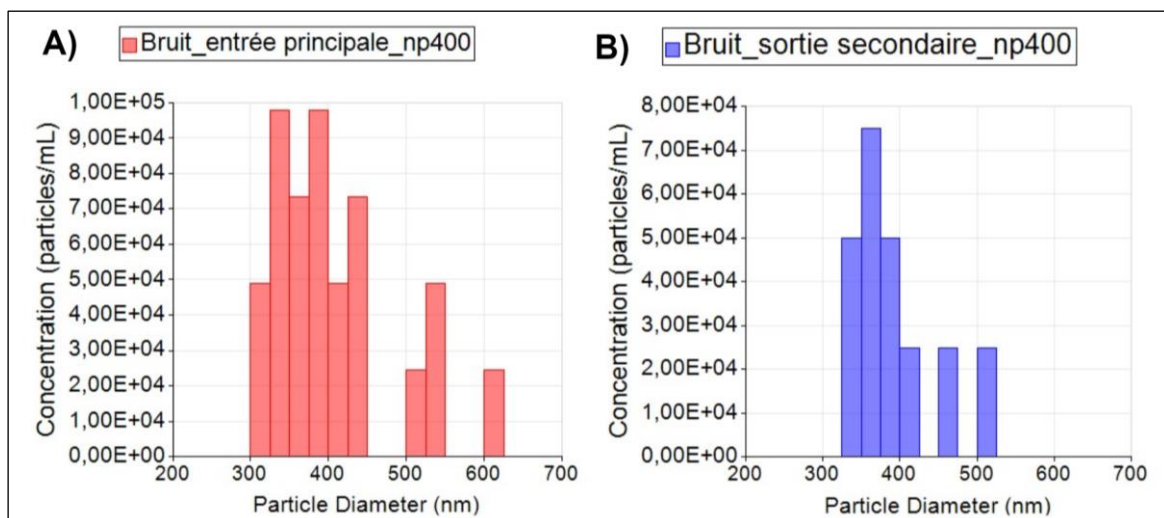 A)
Bruit_entrée principale_np400
Concentration (particles/mL)
1,00E+05
9,00E+04
8,00E+04
7,00E+04
6,00E+04
5,00E+04
4,00E+04
3,00E+04
2,00E+04
1,00E+04
0,00E+00
200 300 400 500 600 700
Particle Diameter (nm)
B)
Bruit_sortie secondaire_np400
Concentration (particles/mL)
8,00E+04
7,00E+04
6,00E+04
5,00E+04
4,00E+04
3,00E+04
2,00E+04
1,00E+04
0,00E+00
200 300 400 500 600 700
Particle Diameter (nm)